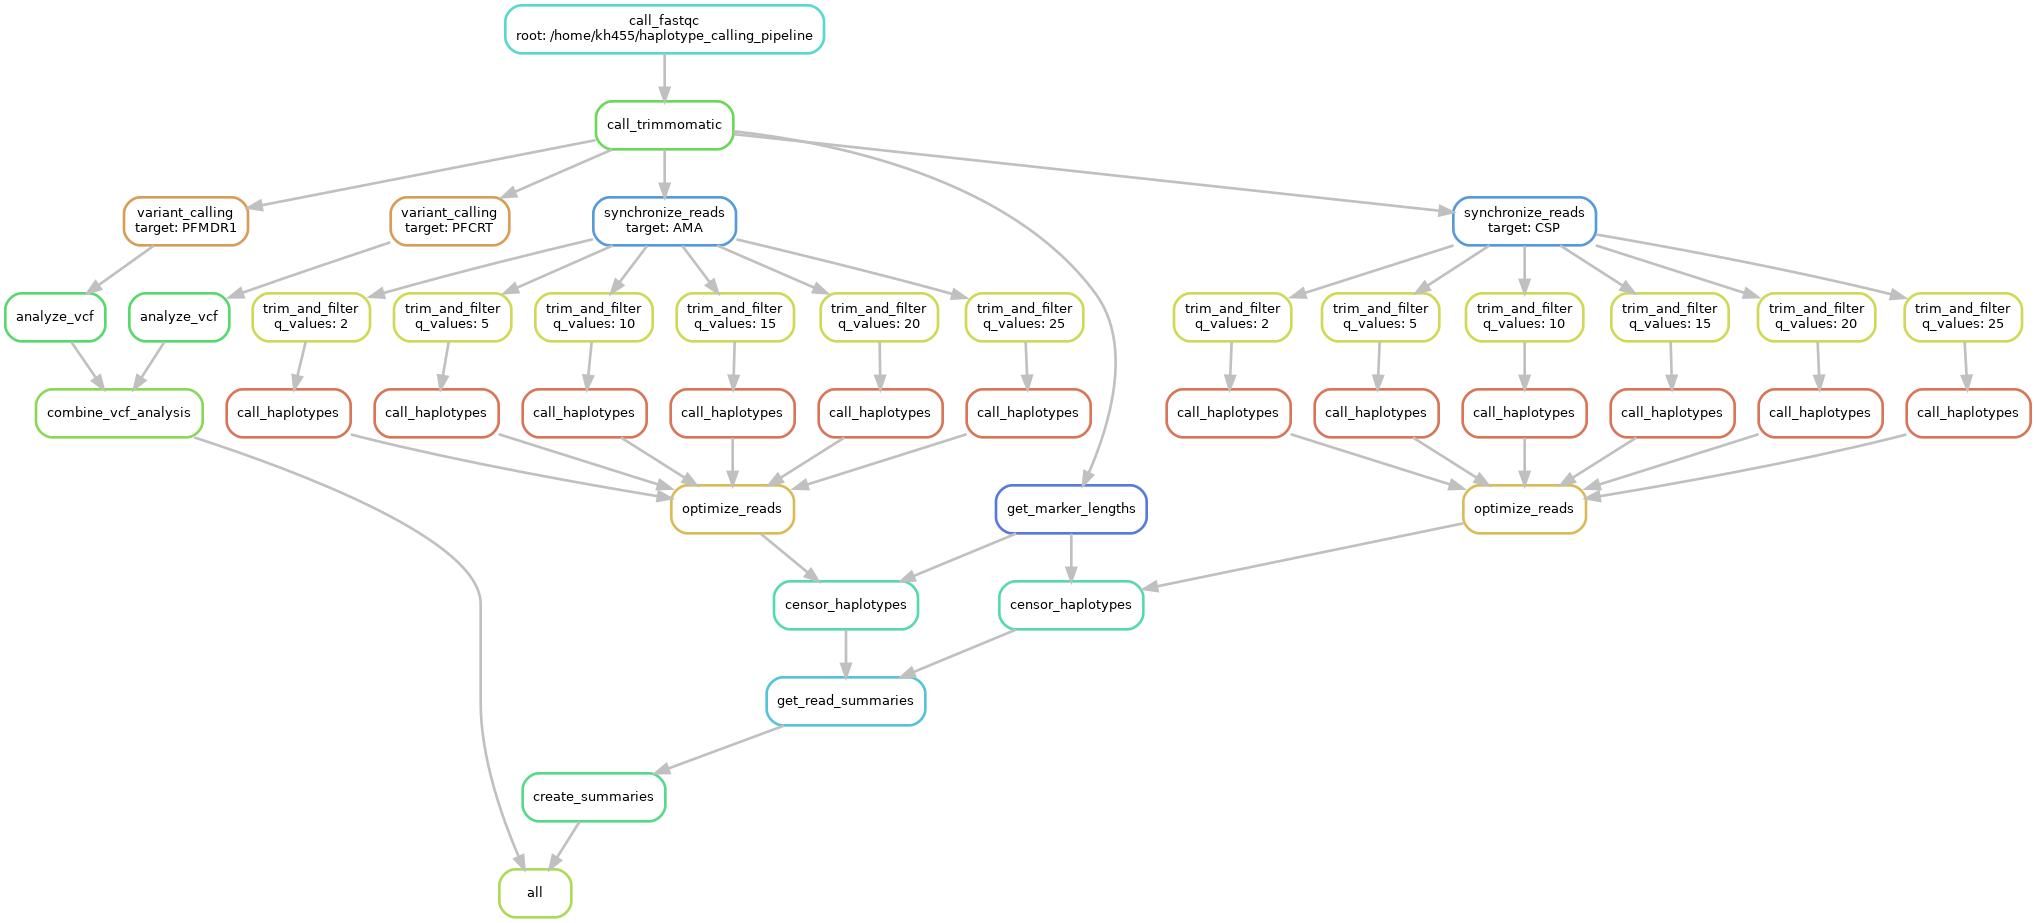 call_fastqc
root: /home/kh455/haplotype_calling_pipeline
call_trimmomatic
variant_calling
target: PFMDR1
variant_calling
target: PFCRT
synchronize_reads
target: AMA
synchronize_reads
target: CSP
analyze_vcf
analyze_vcf
trim_and_filter
q_values: 2
trim_and_filter
q_values: 5
trim_and_filter
q_values: 10
trim_and_filter
q_values: 15
trim_and_filter
q_values: 20
trim_and_filter
q_values: 25
trim_and_filter
q_values: 2
trim_and_filter
q_values: 5
trim_and_filter
q_values: 10
trim_and_filter
q_values: 15
trim_and_filter
q_values: 20
trim_and_filter
q_values: 25
combine_vcf_analysis
call_haplotypes
call_haplotypes
call_haplotypes
call_haplotypes
call_haplotypes
call_haplotypes
call_haplotypes
call_haplotypes
call_haplotypes
call_haplotypes
call_haplotypes
call_haplotypes
optimize_reads
get_marker_lengths
optimize_reads
censor_haplotypes
censor_haplotypes
get_read_summaries
create_summaries
all